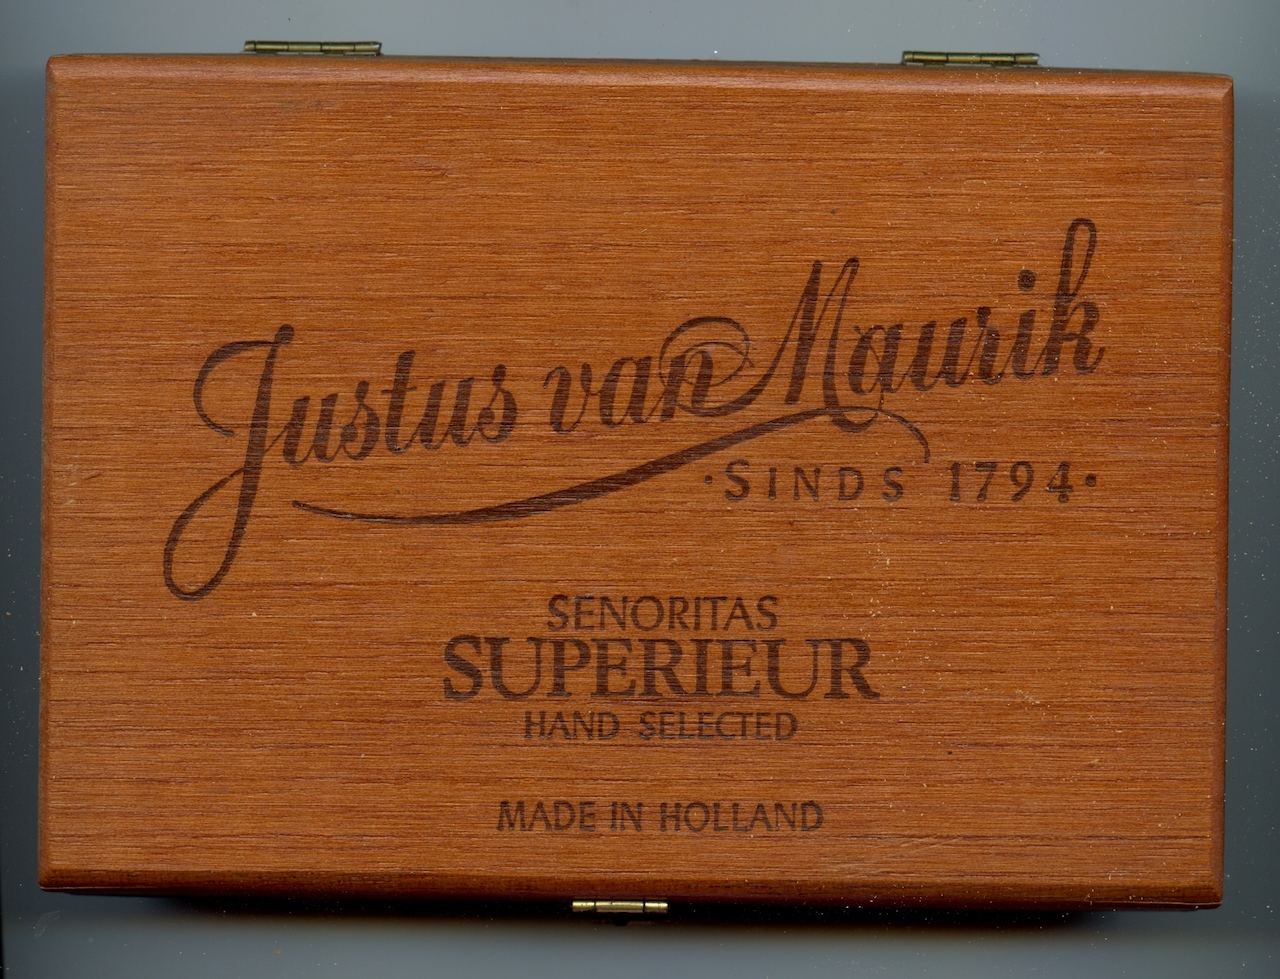 Justus van Maurik
·SINDS 1794·
SENORITAS
SUPERIEUR
HAND SELECTED
MADE IN HOLLAND